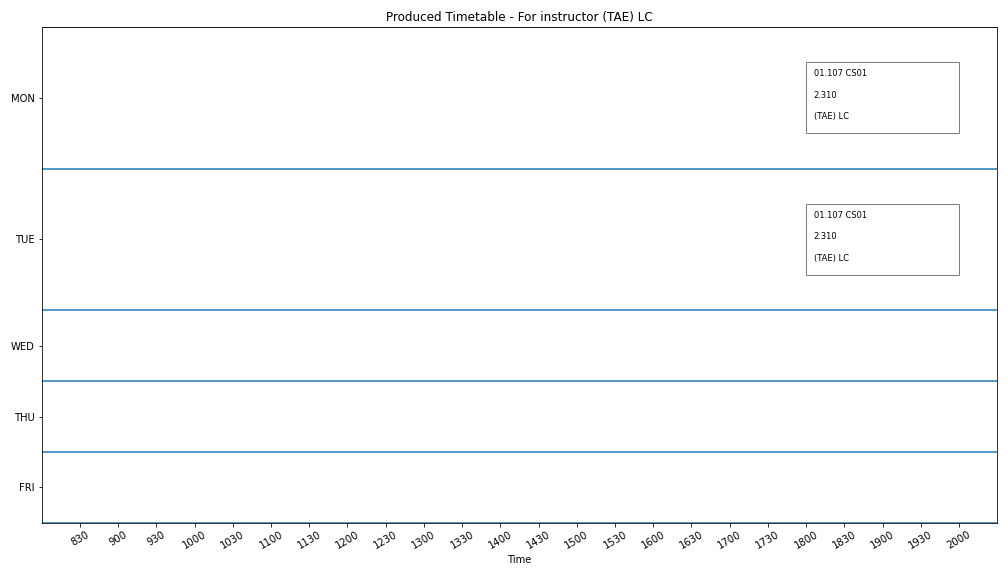 Produced Timetable - For instructor (TAE) LC
MON
01.107 CS01
2.310
(TAE) LC
TUE
01.107 CS01
2.310
(TAE) LC
WED
THU
FRI
830 900 930 1000 1030 1100 1130 1200 1230 1300 1330 1400 1430 1500 1530 1600 1630 1700 1730 1800 1830 1900 1930 2000
Time